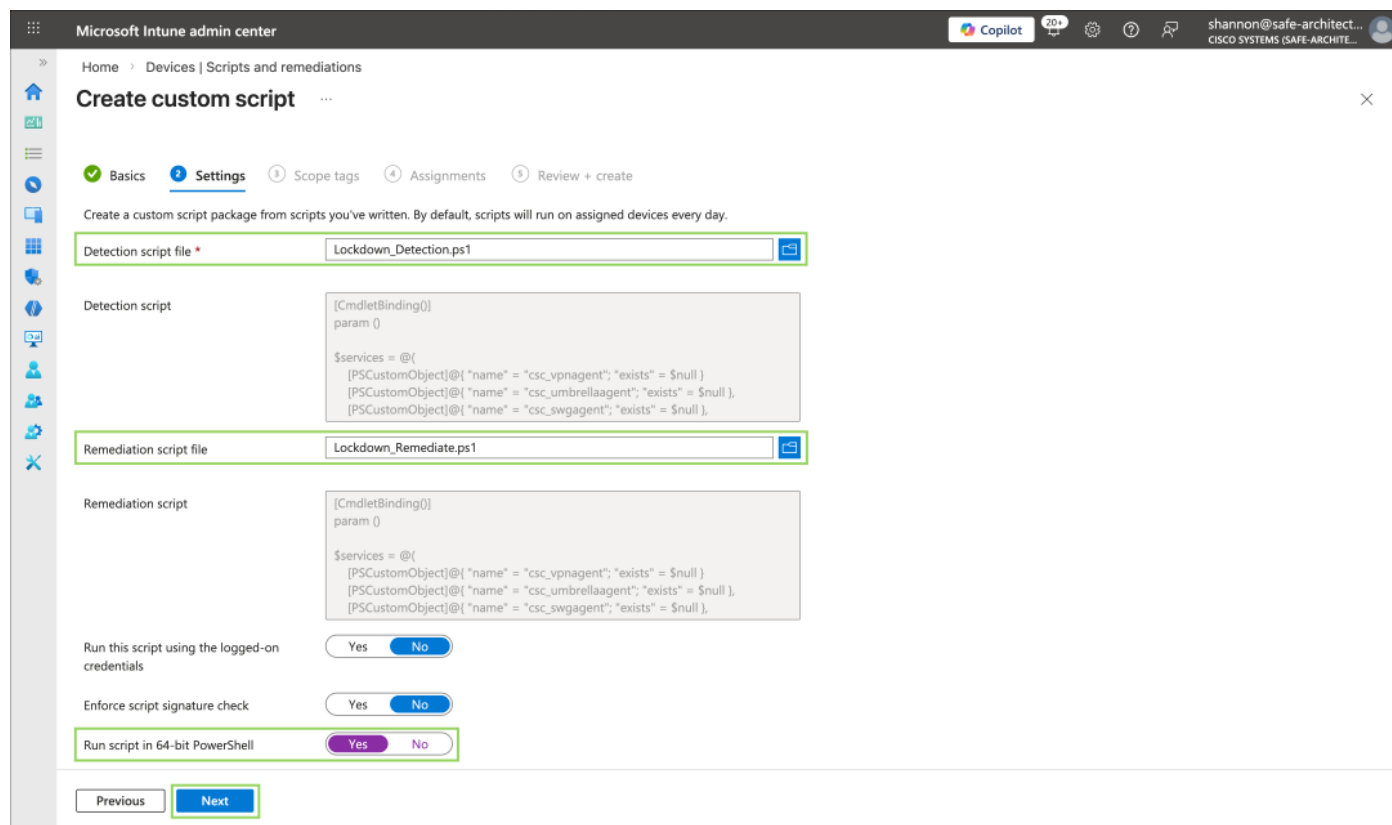 Microsoft Intune admin center
Copilot
20+
shannon@safe-architect...
CISCO SYSTEMS (SAFE-ARCHITE...
Home > Devices | Scripts and remediations
Create custom script ...
Basics 2 Settings 3 Scope tags 4 Assignments 5 Review + create
Create a custom script package from scripts you've written. By default, scripts will run on assigned devices every day.
Detection script file * Lockdown_Detection.ps1
Detection script
[CmdletBinding()]
param ()
$services = @(
[PSCustomObject]@{ "name" = "csc_vpnagent"; "exists" = $null }
[PSCustomObject]@{ "name" = "csc_umbrellaagent"; "exists" = $null },
[PSCustomObject]@{ "name" = "csc_swgagent"; "exists" = $null },
Remediation script file Lockdown_Remediate.ps1
Remediation script
[CmdletBinding()]
param ()
$services = @(
[PSCustomObject]@{ "name" = "csc_vpnagent"; "exists" = $null }
[PSCustomObject]@{ "name" = "csc_umbrellaagent"; "exists" = $null },
[PSCustomObject]@{ "name" = "csc_swgagent"; "exists" = $null },
Run this script using the logged-on
credentials
Yes No
Enforce script signature check Yes No
Run script in 64-bit PowerShell Yes No
Previous Next